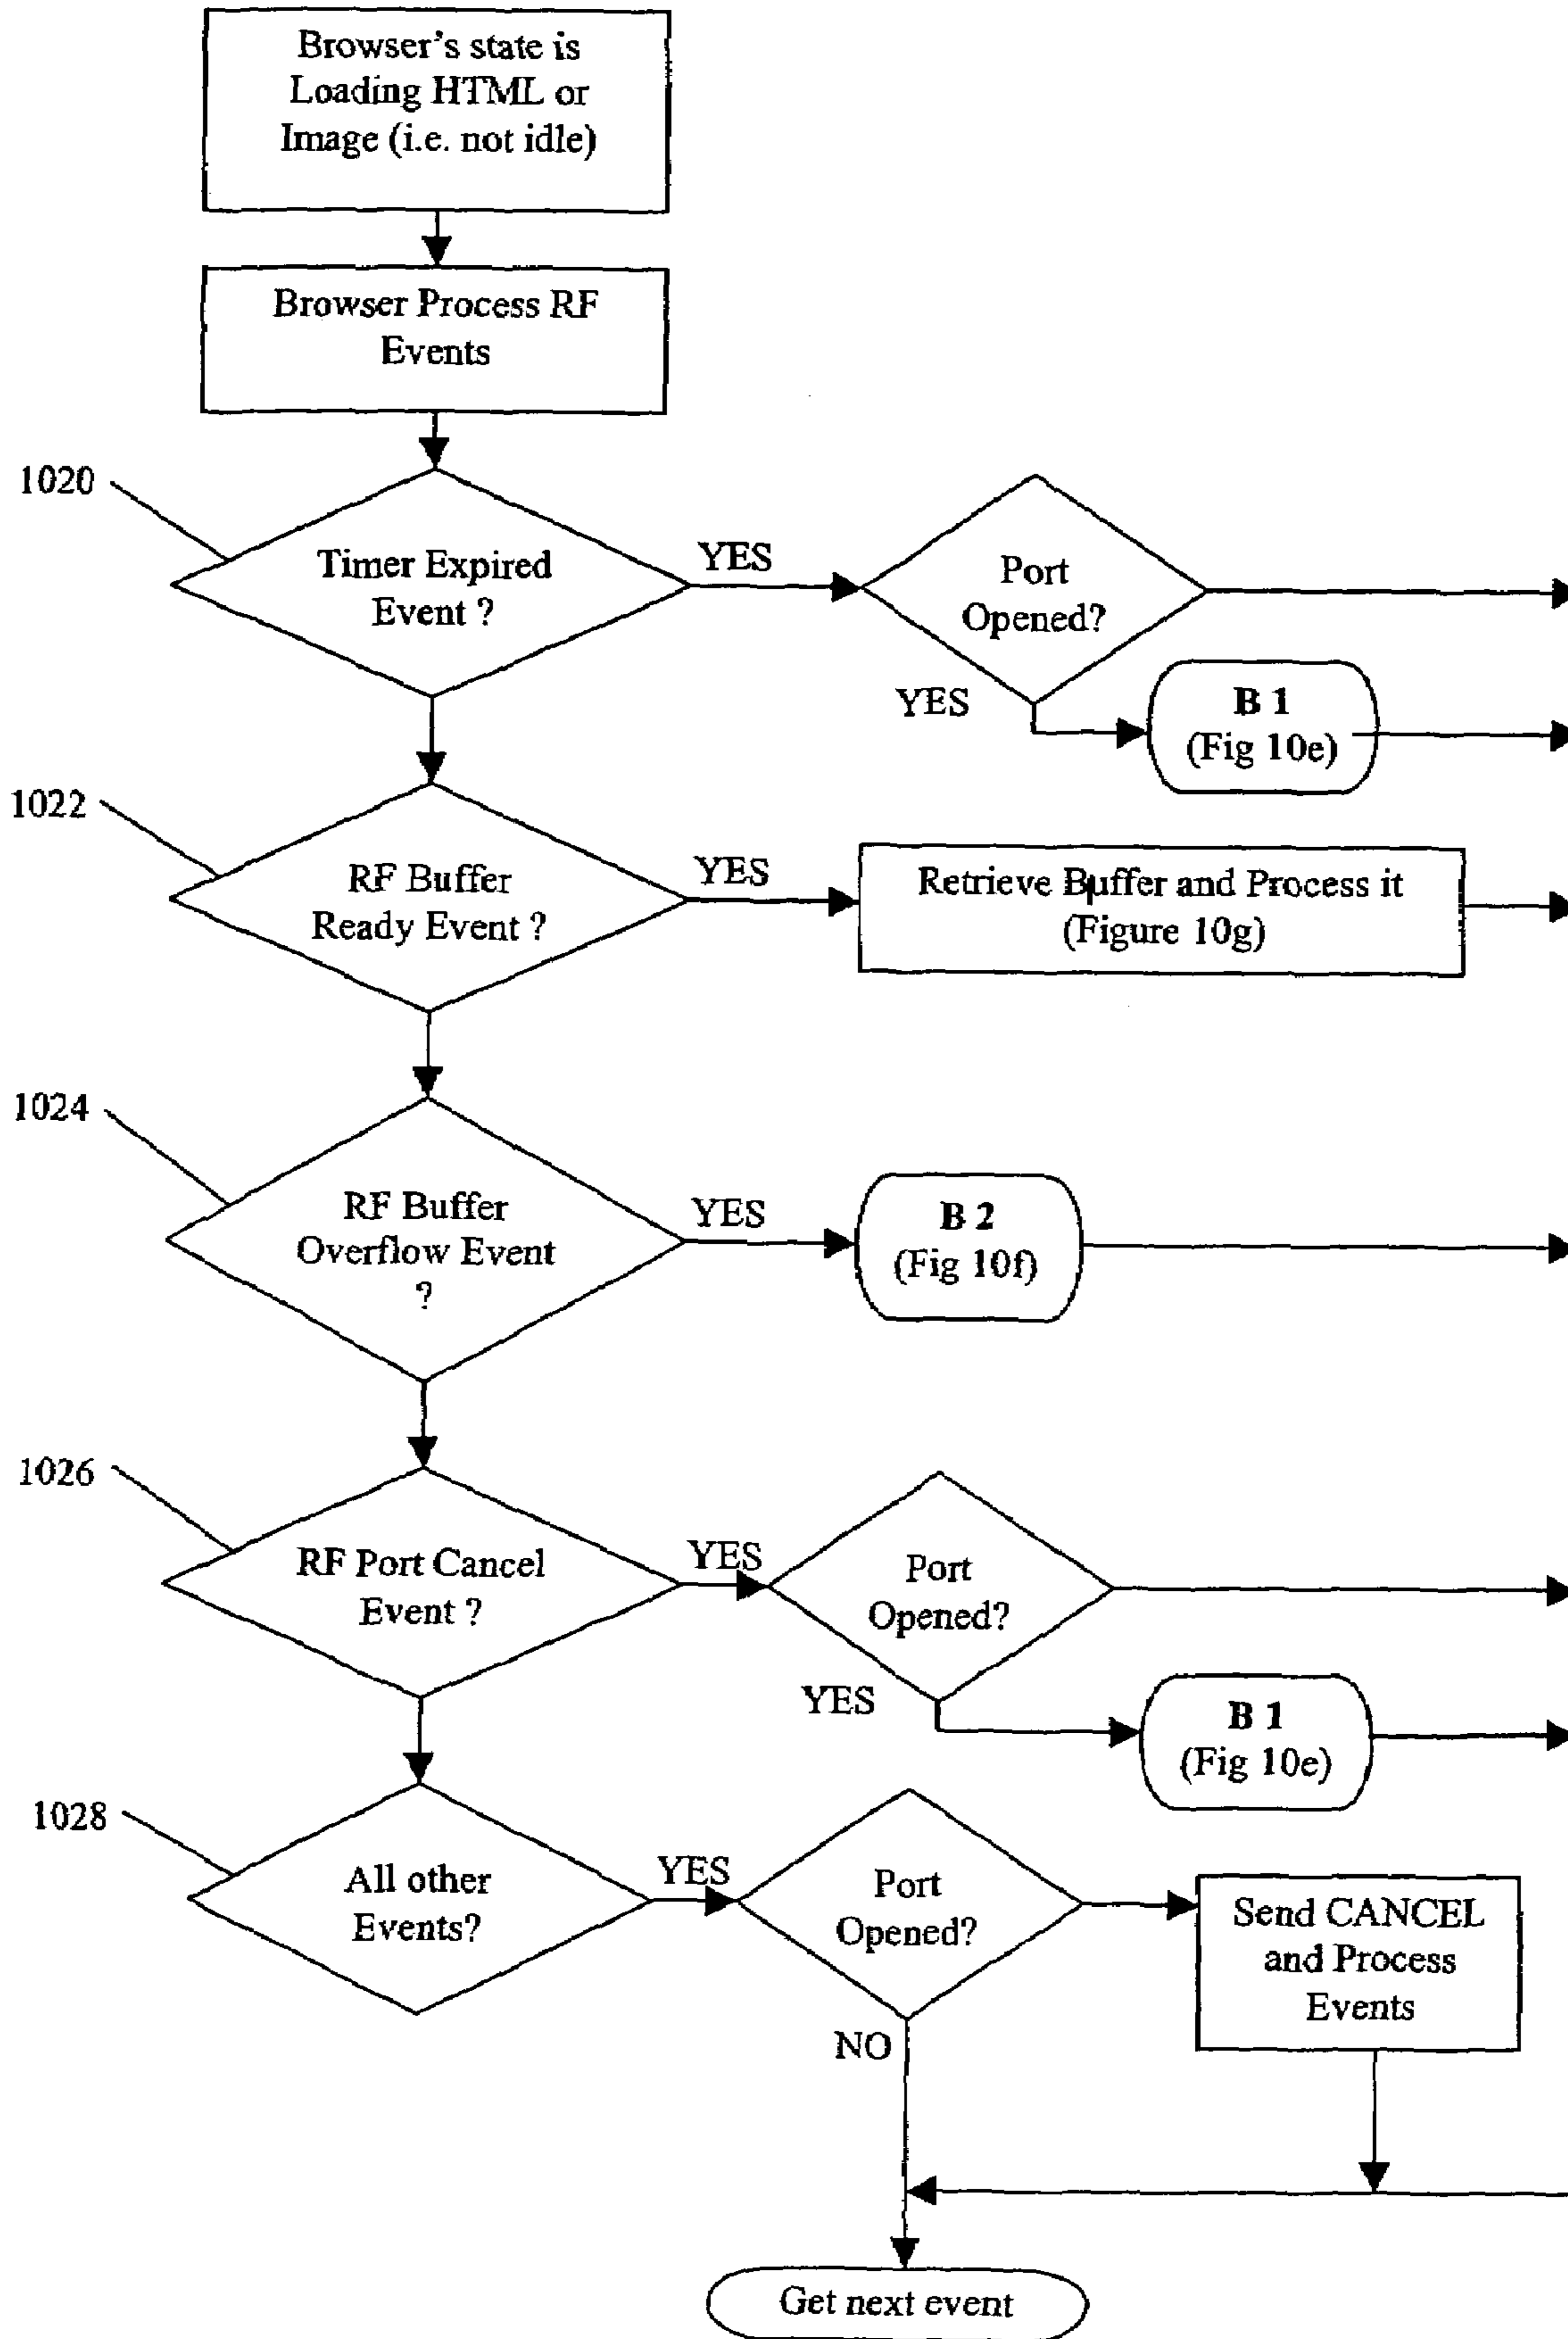 Browser's state is
Loading HTML or
Image (i.e. not idle)
Browser Process RF
Events
1020
Timer Expired
Event ?
YES
Port
Opened?
YES
B 1
(Fig 10e)
1022
RF Buffer
Ready Event ?
YES
Retrieve Buffer and Process it
(Figure 10g)
1024
RF Buffer
Overflow Event
?
YES
B 2
(Fig 10f)
1026
RF Port Cancel
Event ?
YES
Port
Opened?
YES
B 1
(Fig 10e)
1028
All other
Events?
YES
Port
Opened?
Send CANCEL
and Process
Events
NO
Get next event